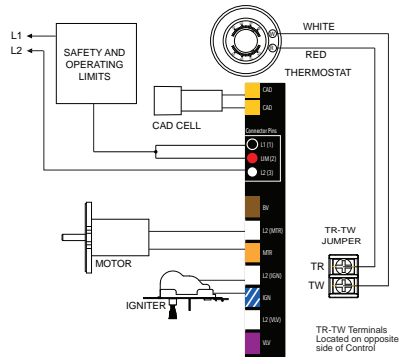 WHITE
RED
THERMOSTAT
L1
L2
SAFETY AND
OPERATING
LIMITS
CAD CELL
CAD
CAD
Connector Pins
L1 (1)
LIM (2)
L2 (3)
BV
L2 (MTR)
MTR
L2 (IGN)
IGN
L2 (VLV)
VLV
MOTOR
IGNITER
TR-TW
JUMPER
TR
TW
TR-TW Terminals
Located on opposite
side of Control